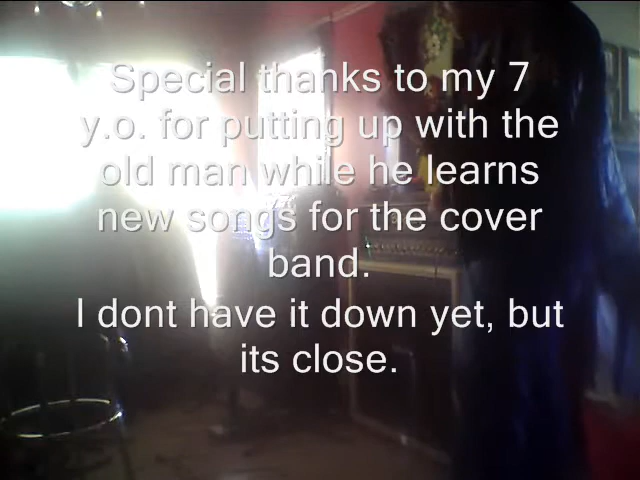 Special thanks to my 7
y.o. for putting up with the
old man while he learns
new songs for the cover
band.
I dont have it down yet, but
its close.